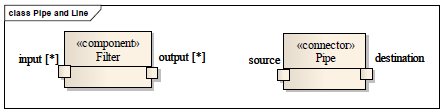 class Pipe and Line
«component»
Filter
input [*]
output [*]
«connector»
Pipe
source
destination